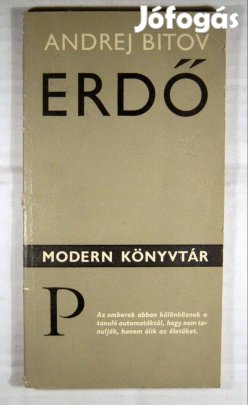 Jófogás
ANDREJ BITOV
ERDŐ
MODERN KÖNYVTÁR
P
Az emberek abban különböznek a
tanuló automatáktól, hogy nem ta-
nulják, hanem élik az életüket.